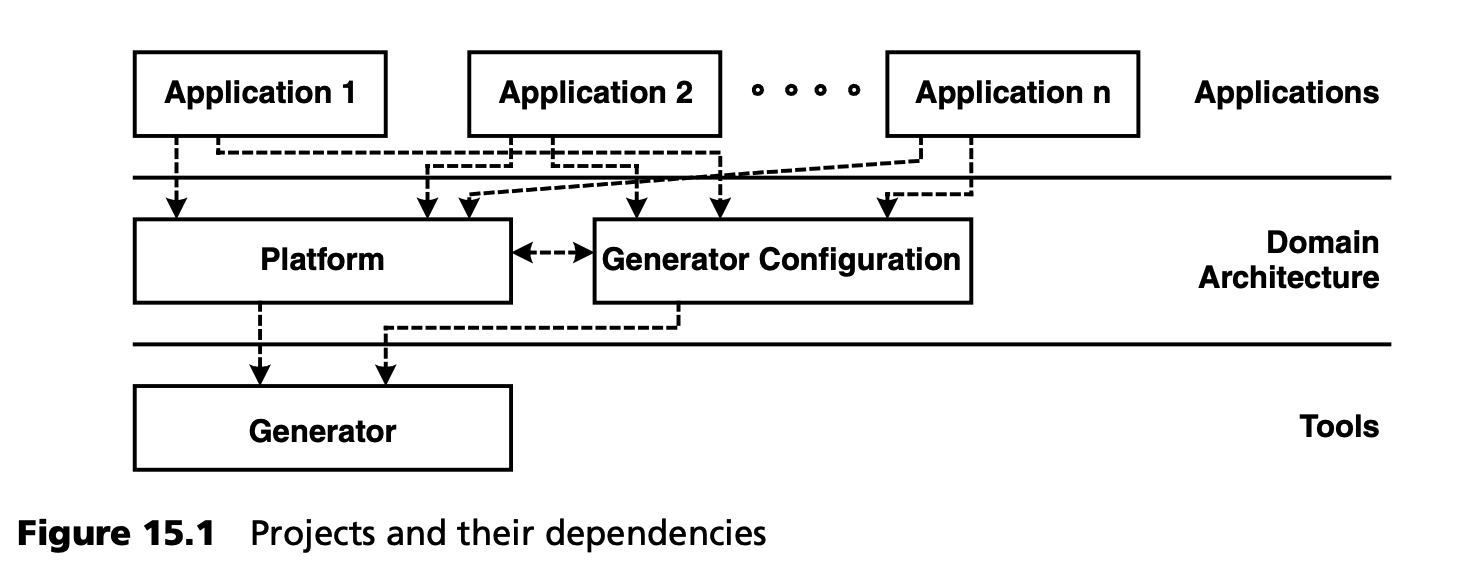 Application 1
Application 2
Application n
Applications
Platform
Generator Configuration
Domain
Architecture
Generator
Tools
Figure 15.1 Projects and their dependencies